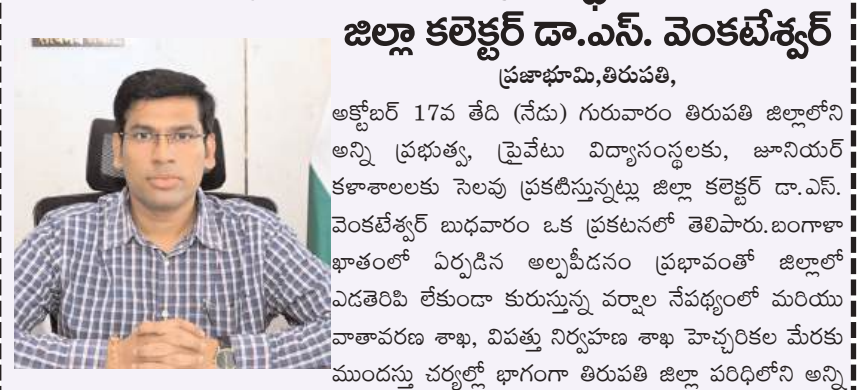 జిల్లా కలెక్టర్ డా.ఎస్. వెంకటేశ్వర్
ప్రజాభూమి,తిరుపతి,
అక్టోబర్ 17వ తేది (నేడు) గురువారం తిరుపతి జిల్లాలోని
అన్ని ప్రభుత్వ, ప్రైవేటు విద్యాసంస్థలకు, జూనియర్
కళాశాలలకు సెలవు ప్రకటిస్తున్నట్లు జిల్లా కలెక్టర్ డా.ఎస్.
వెంకటేశ్వర్ బుధవారం ఒక ప్రకటనలో తెలిపారు.బంగాళా
ఖాతంలో ఏర్పడిన అల్పపీడనం ప్రభావంతో జిల్లాలో
ఎడతెరిపి లేకుండా కురుస్తున్న వర్షాల నేపథ్యంలో మరియు
వాతావరణ శాఖ, విపత్తు నిర్వహణ శాఖ హెచ్చరికల మేరకు
ముందస్తు చర్యల్లో భాగంగా తిరుపతి జిల్లా పరిధిలోని అన్ని